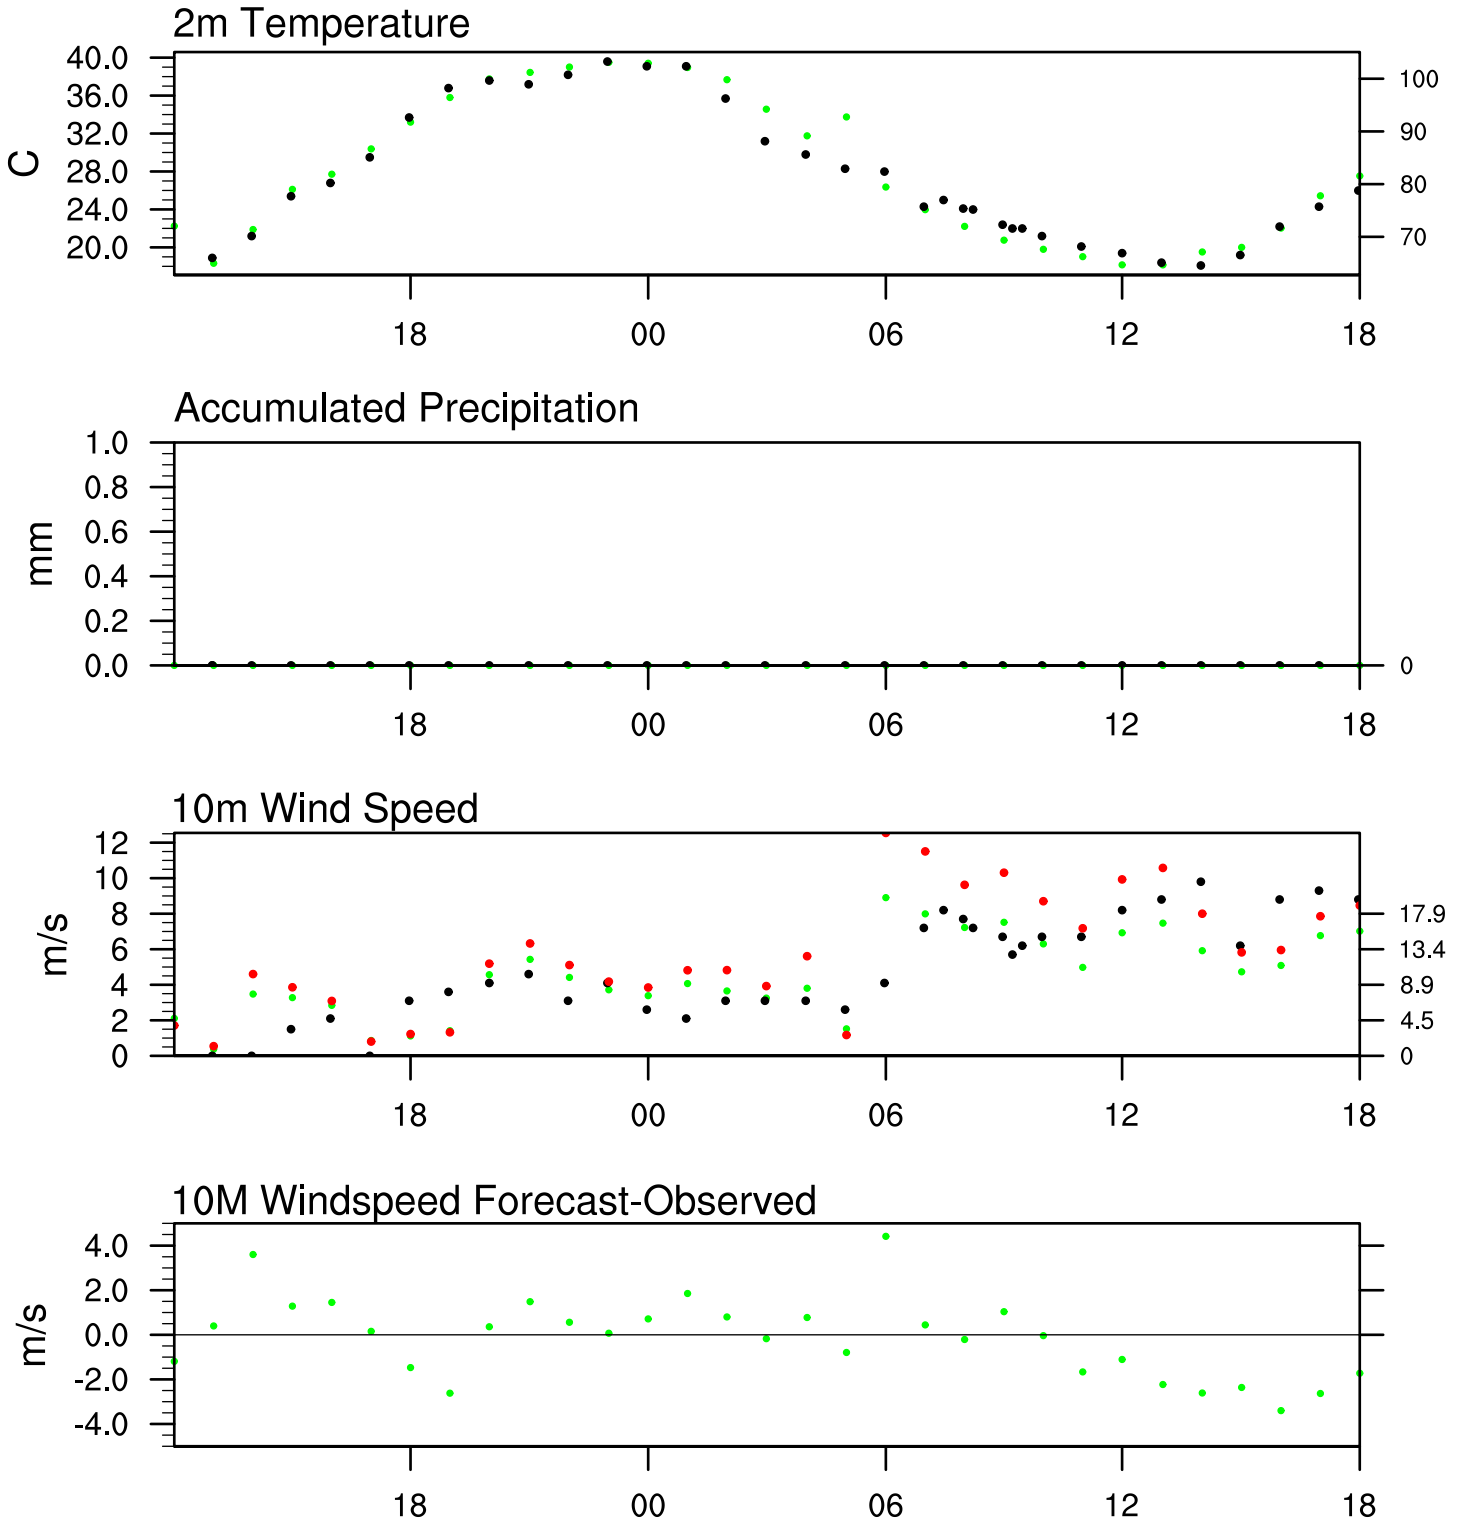 2m Temperature
40.0
36.0
32.0
28.0
24.0
20.0
C
100
90
80
70
18 00 06 12 18
Accumulated Precipitation
1.0
0.8
0.6
0.4
0.2
0.0
mm
0
18 00 06 12 18
10m Wind Speed
12
10
8
6
4
2
0
m/s
17.9
13.4
8.9
4.5
0
18 00 06 12 18
10M Windspeed Forecast-Observed
4.0
2.0
0.0
-2.0
-4.0
m/s
18 00 06 12 18